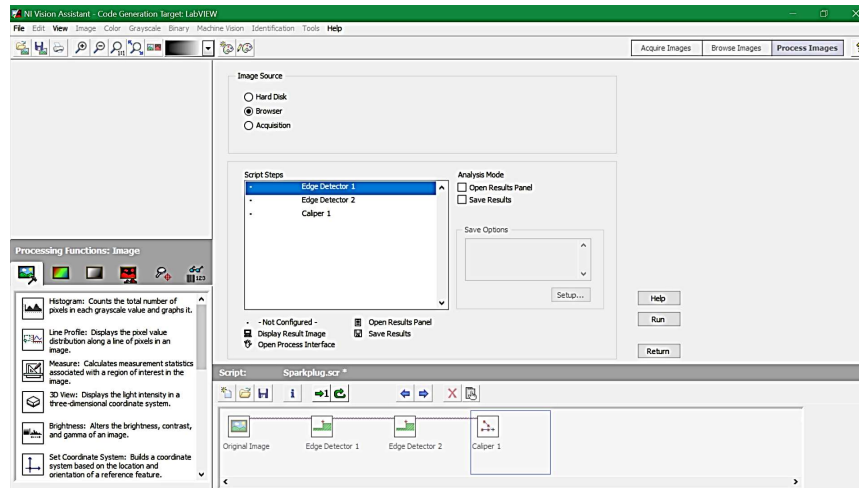 NI Vision Assistant - Code Generation Target: LabVIEW
File Edit View Image Color Grayscale Binary Machine Vision Identification Tools Help
1:1
Acquire Images
Browse Images
Process Images
?
Image Source
Hard Disk
Browser
Acquisition
Script Steps
- Edge Detector 1
- Edge Detector 2
- Caliper 1
- - Not Configured -
Display Result Image
Open Process Interface
Open Results Panel
Save Results
Analysis Mode
Open Results Panel
Save Results
Save Options
Setup...
Help
Run
Return
Processing Functions: Image
123
Histogram: Counts the total number of
pixels in each grayscale value and graphs it.
Line Profile: Displays the pixel value
distribution along a line of pixels in an
image.
Measure: Calculates measurement statistics
associated with a region of interest in the
image.
3D View: Displays the light intensity in a
three-dimensional coordinate system.
Brightness: Alters the brightness, contrast,
and gamma of an image.
Set Coordinate System: Builds a coordinate
system based on the location and
orientation of a reference feature.
Script: Sparkplug.scr *
i
1
Original Image
Edge Detector 1
Edge Detector 2
Caliper 1